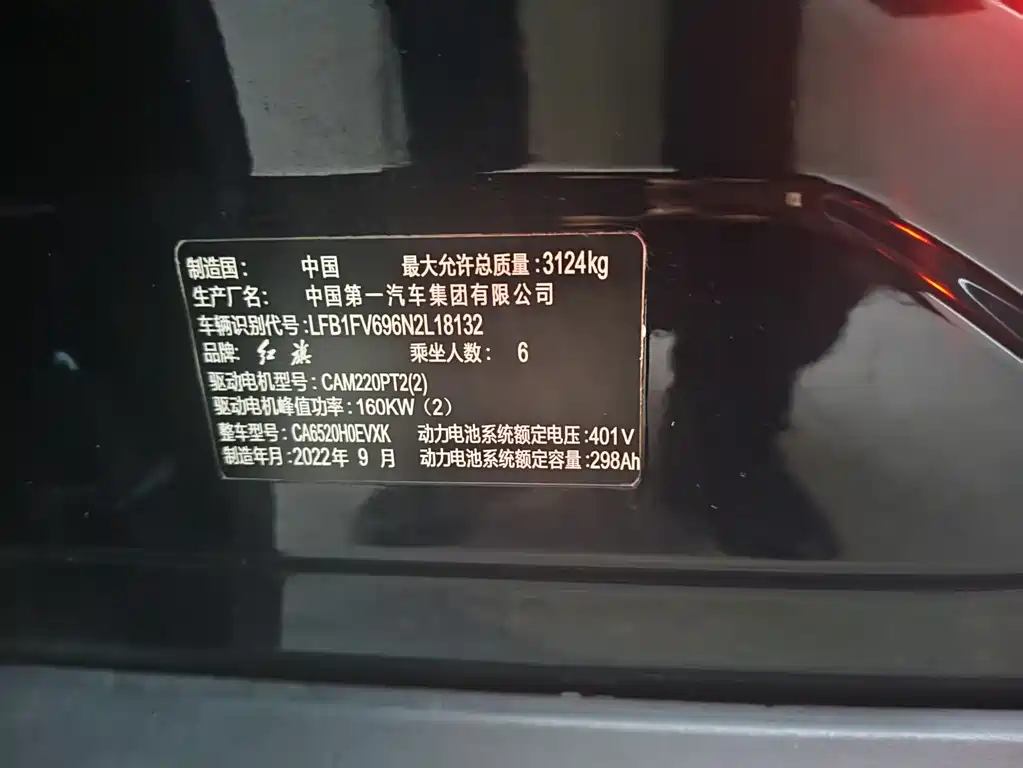 制造国： 中国 最大允许总质量：3124kg
生产厂名： 中国第一汽车集团有限公司
车辆识别代号：LFB1FV696N2L18132
品牌： 红旗 乘坐人数： 6
驱动电机型号：CAM220PT2(2)
驱动电机峰值功率：160KW（2）
整车型号：CA6520H0EVXK 动力电池系统额定电压：401V
制造年月：2022年 9 月 动力电池系统额定容量：298Ah